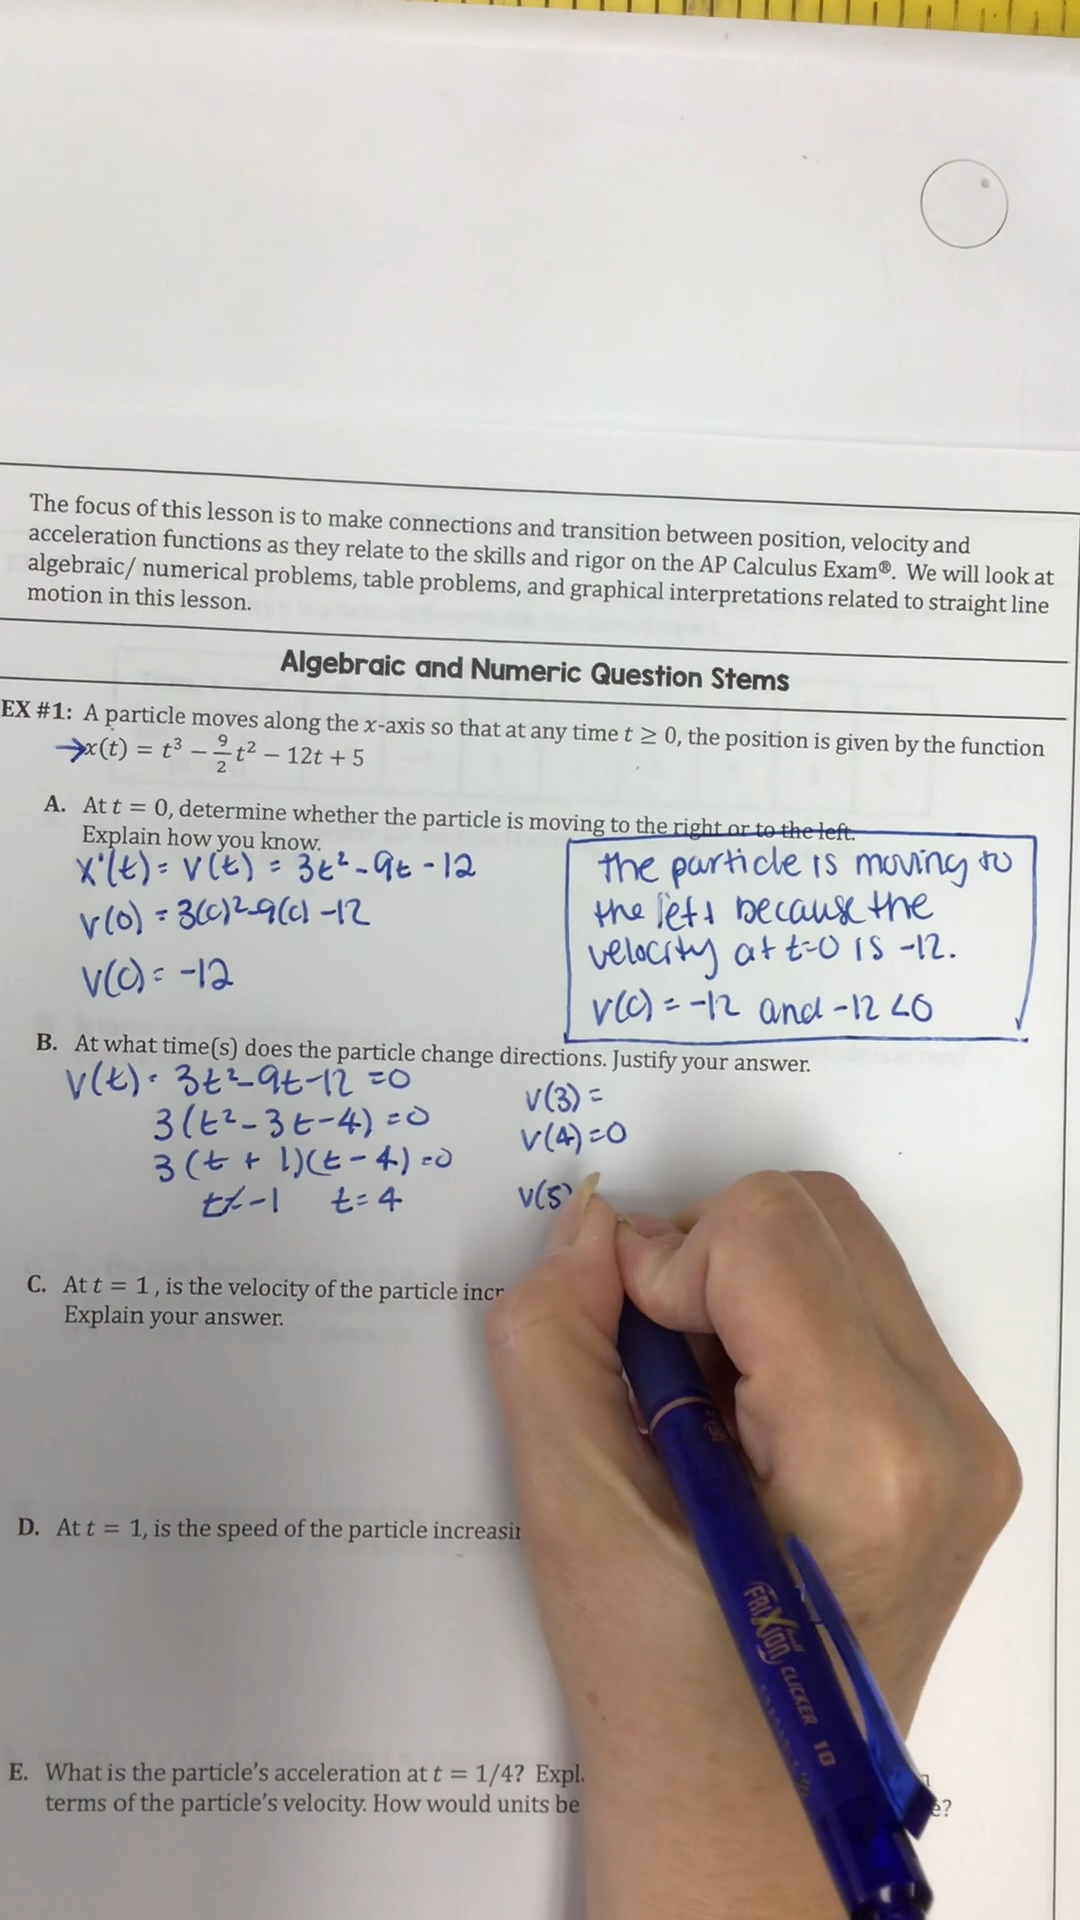 The focus of this lesson is to make connections and transition between position, velocity and
acceleration functions as they relate to the skills and rigor on the AP Calculus Exam®. We will look at
algebraic/ numerical problems, table problems, and graphical interpretations related to straight line
motion in this lesson.
Algebraic and Numeric Question Stems
EX #1: A particle moves along the x-axis so that at any time t ≥ 0, the position is given by the function
→x(t) = t³ − 9/2 t² − 12t + 5
A. At t = 0, determine whether the particle is moving to the right or to the left.
Explain how you know.
x'(t) = v(t) = 3t² - 9t - 12
v(0) = 3(0)² - 9(0) - 12
v(0) = -12
the particle is moving to
the left because the
velocity at t=0 is -12.
v(0) = -12 and -12 < 0
B. At what time(s) does the particle change directions. Justify your answer.
v(t) = 3t² - 9t - 12 = 0
3(t² - 3t - 4) = 0
3(t + 1)(t - 4) = 0
t≠-1 t=4
v(3) =
v(4) = 0
v(5)
C. At t = 1, is the velocity of the particle incr
Explain your answer.
D. At t = 1, is the speed of the particle increasin
E. What is the particle's acceleration at t = 1/4? Expl
terms of the particle's velocity. How would units be e?
FRIXION ball CLICKER 10